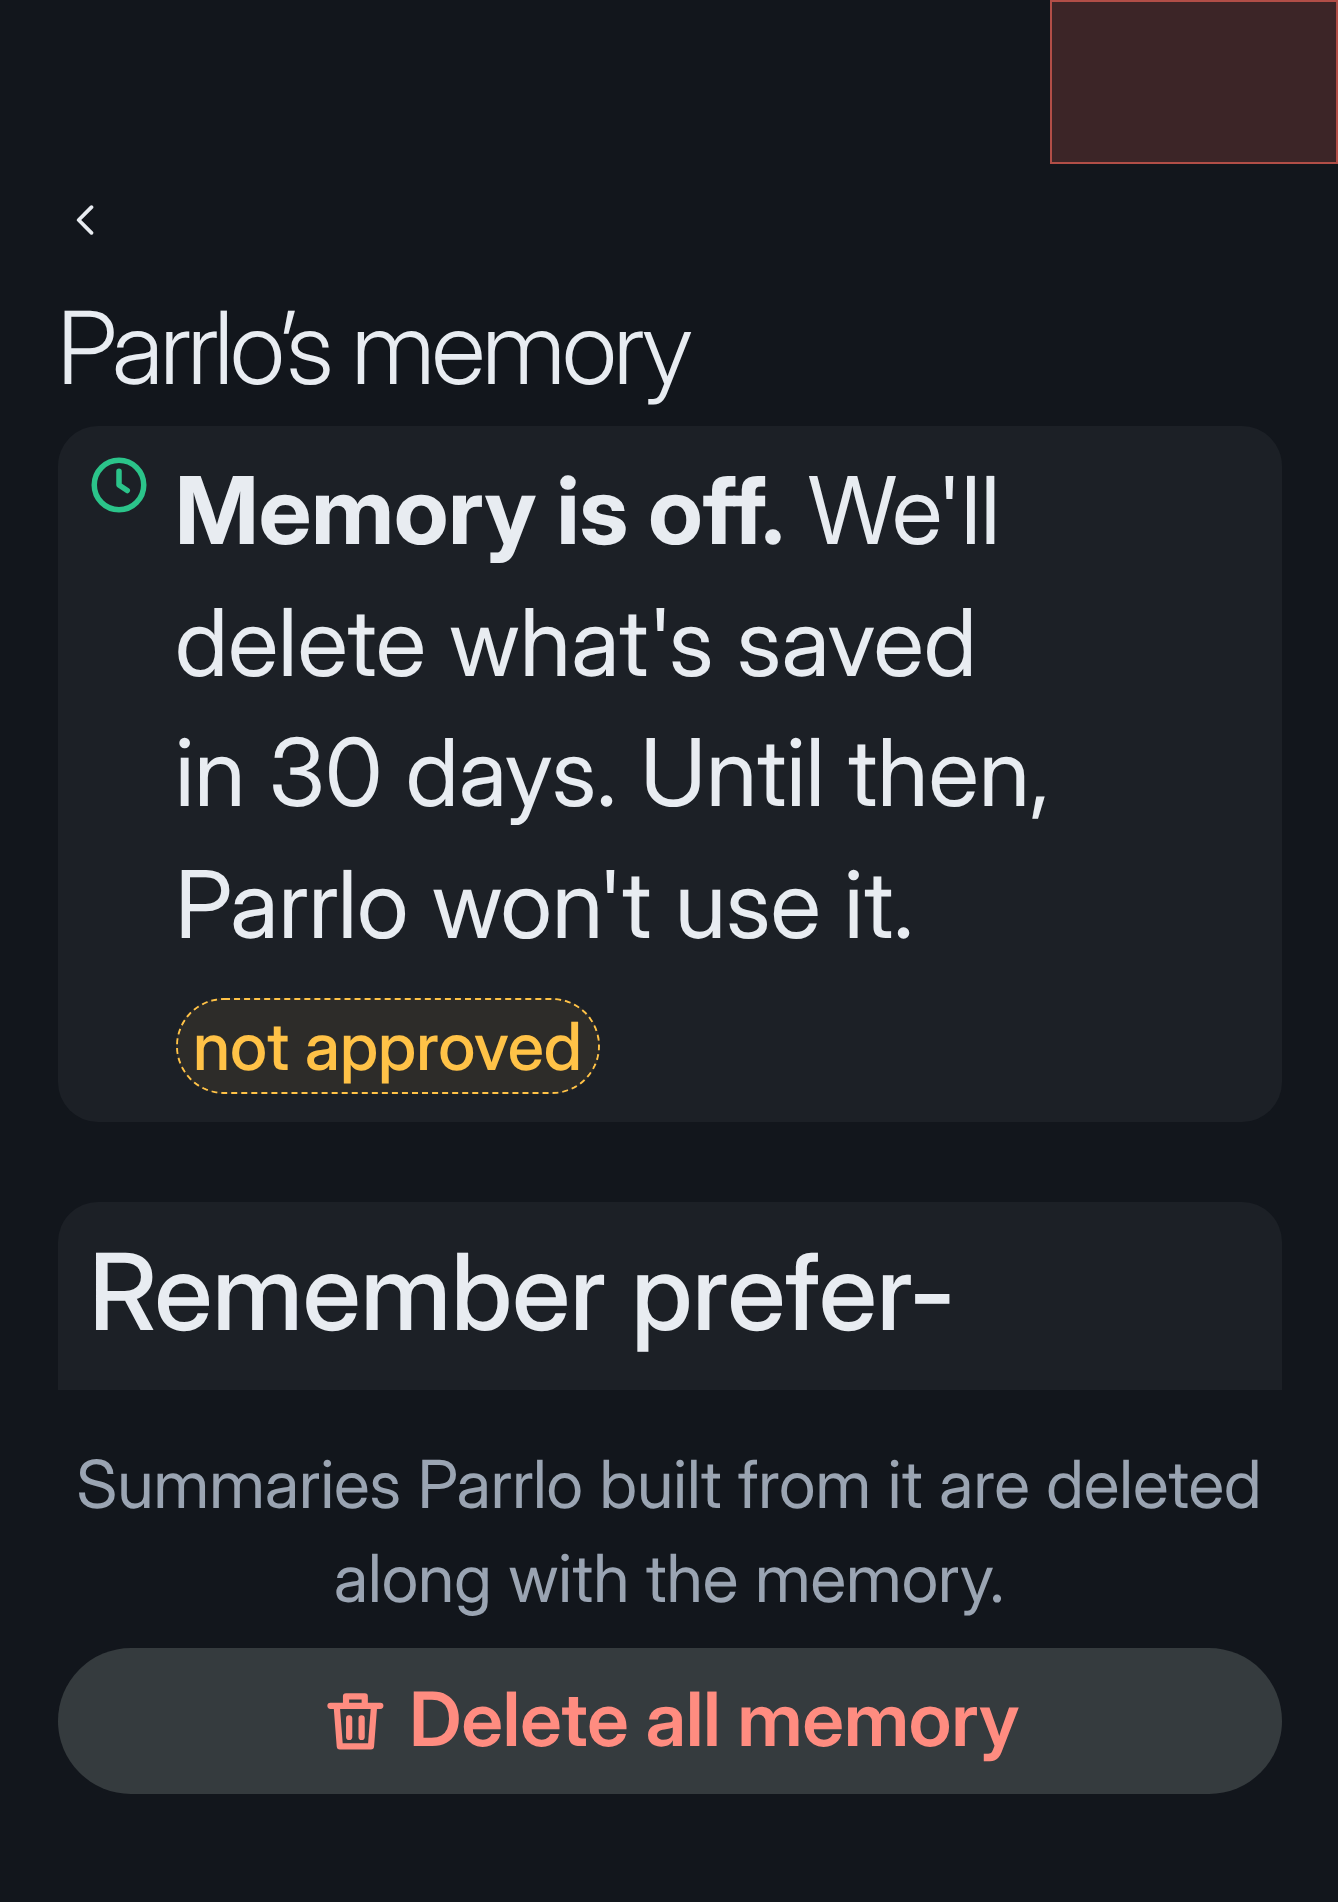 Parrlo’s memory
Memory is off. We'll
delete what's saved
in 30 days. Until then,
Parrlo won't use it.
not approved
Remember prefer-
Summaries Parrlo built from it are deleted
along with the memory.
Delete all memory